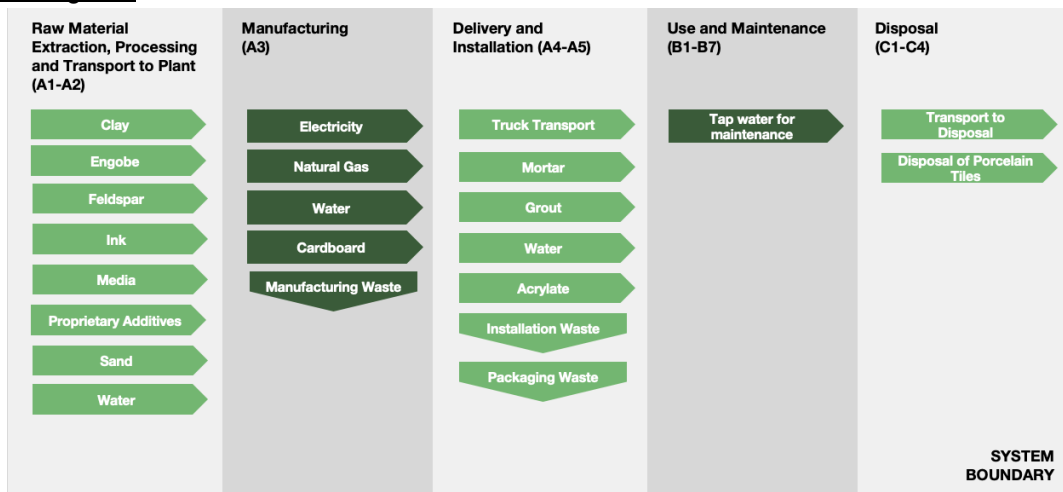 Raw Material
Extraction, Processing
and Transport to Plant
(A1-A2)
Clay
Engobe
Feldspar
Ink
Media
Proprietary Additives
Sand
Water
Manufacturing
(A3)
Electricity
Natural Gas
Water
Cardboard
Manufacturing Waste
Delivery and
Installation (A4-A5)
Truck Transport
Mortar
Grout
Water
Acrylate
Installation Waste
Packaging Waste
Use and Maintenance
(B1-B7)
Tap water for
maintenance
Disposal
(C1-C4)
Transport to
Disposal
Disposal of Porcelain
Tiles
SYSTEM
BOUNDARY